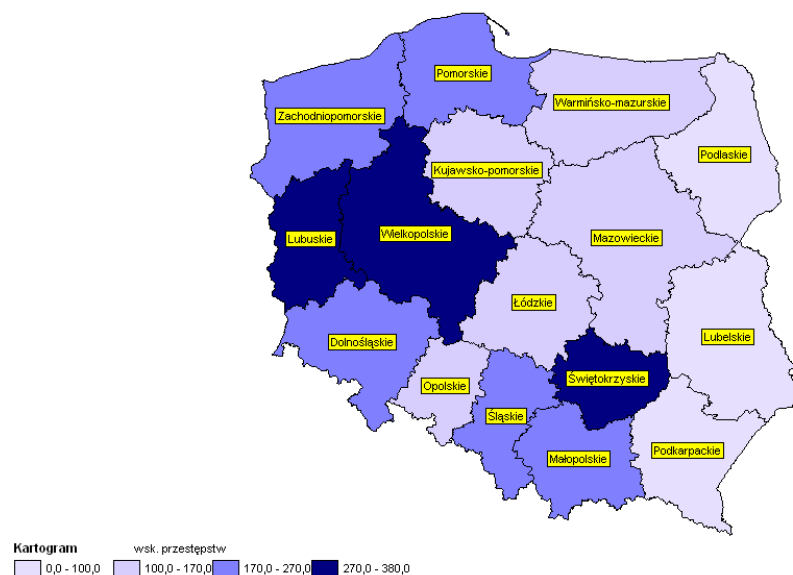 Pomorskie
Zachodniopomorskie
Warmińsko-mazurskie
Podlaskie
Kujawsko-pomorskie
Lubuskie
Wielkopolskie
Mazowieckie
Łódzkie
Dolnośląskie
Lubelskie
Opolskie
Świętokrzyskie
Śląskie
Małopolskie
Podkarpackie
Kartogram wsk. przestępstw
0,0 - 100,0 100,0 - 170,0 170,0 - 270,0 270,0 - 380,0